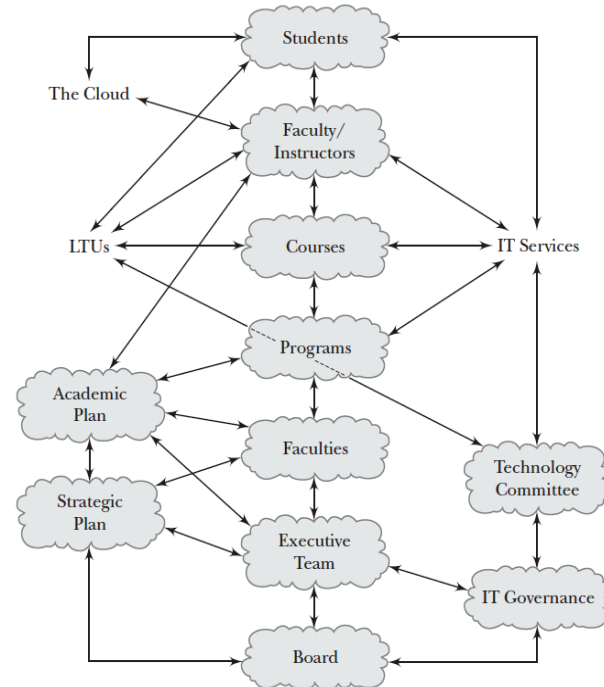 Students
The Cloud
Faculty/
Instructors
LTUs
Courses
IT Services
Programs
Academic
Plan
Faculties
Technology
Committee
Strategic
Plan
Executive
Team
IT Governance
Board